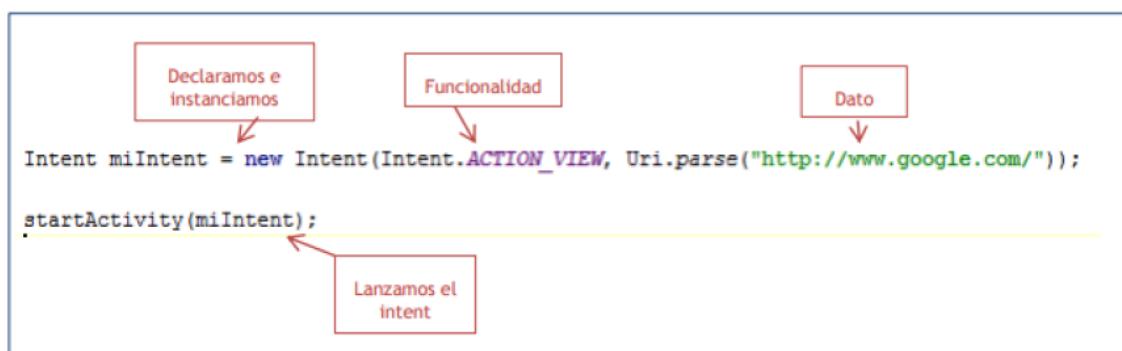 Declaramos e
instanciamos
Funcionalidad
Dato
Intent miIntent = new Intent(Intent.ACTION_VIEW, Uri.parse("http://www.google.com/"));
startActivity(miIntent);
Lanzamos el
intent